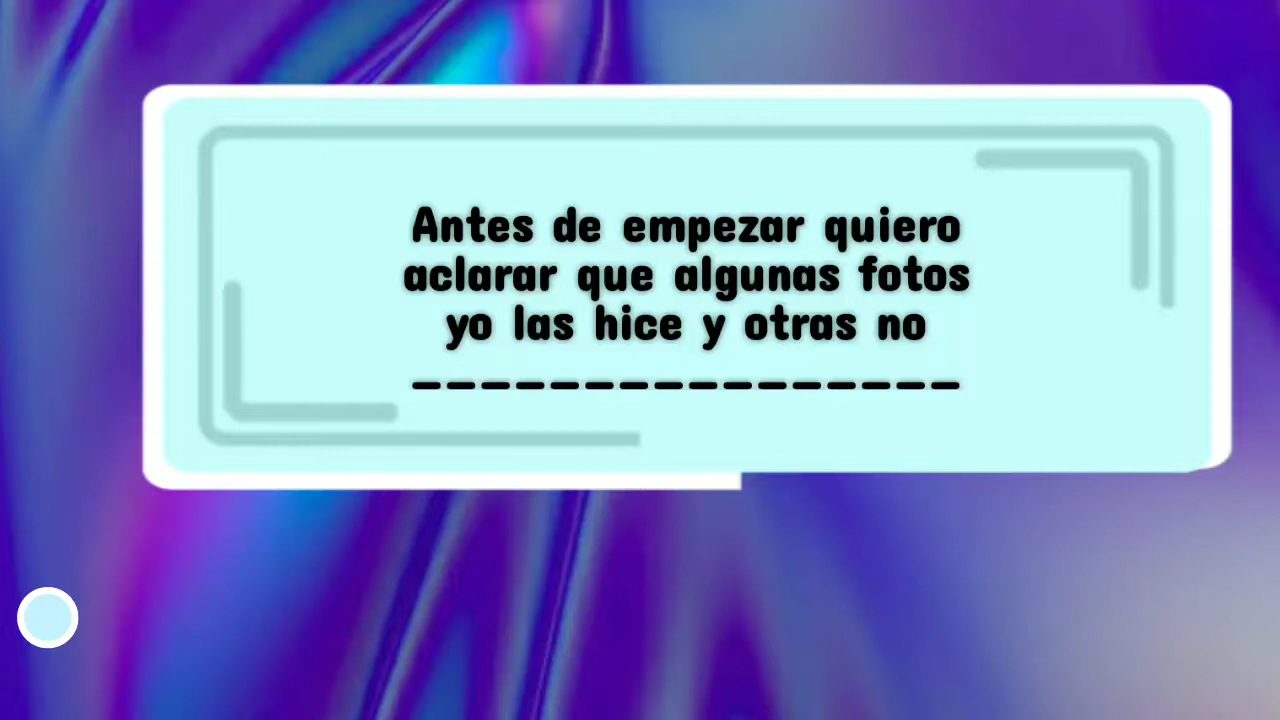 Antes de empezar quiero
aclarar que algunas fotos
yo las hice y otras no
----------------